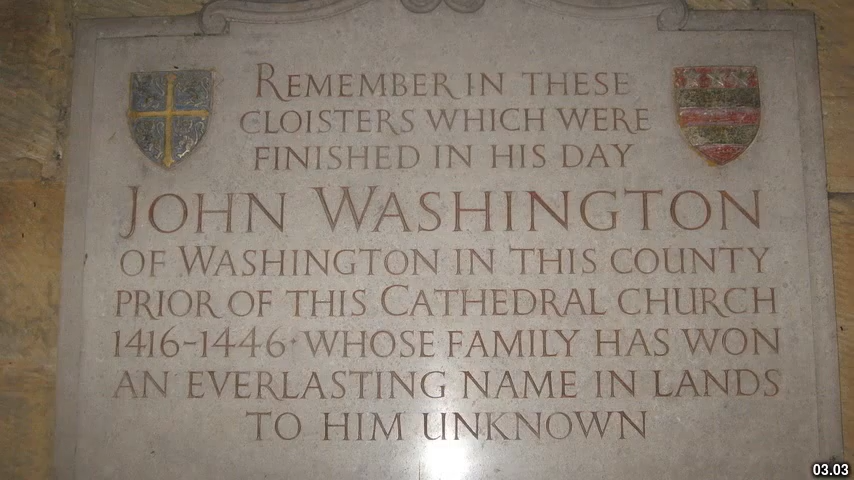 REMEMBER IN THESE
CLOISTERS WHICH WERE
FINISHED IN HIS DAY
JOHN WASHINGTON
OF WASHINGTON IN THIS COUNTY
PRIOR OF THIS CATHEDRAL CHURCH
1416-1446· WHOSE FAMILY HAS WON
AN EVERLASTING NAME IN LANDS
TO HIM UNKNOWN
03.03